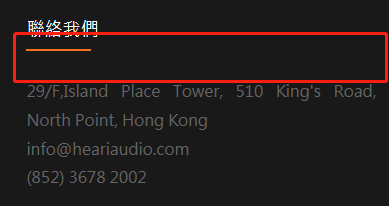 聯絡我們
29/F,Island Place Tower, 510 King's Road,
North Point, Hong Kong
info@heariaudio.com
(852) 3678 2002